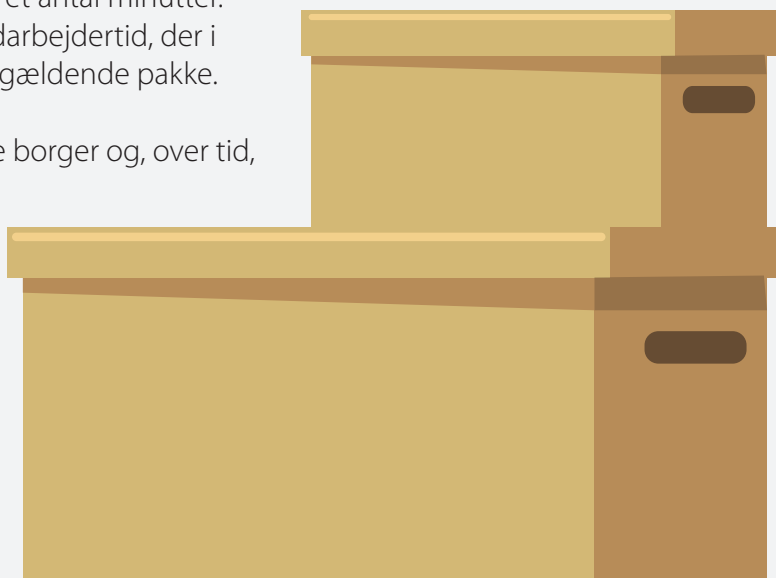 et antal minutter.
darbejdertid, der i
gældende pakke.
e borger og, over tid,